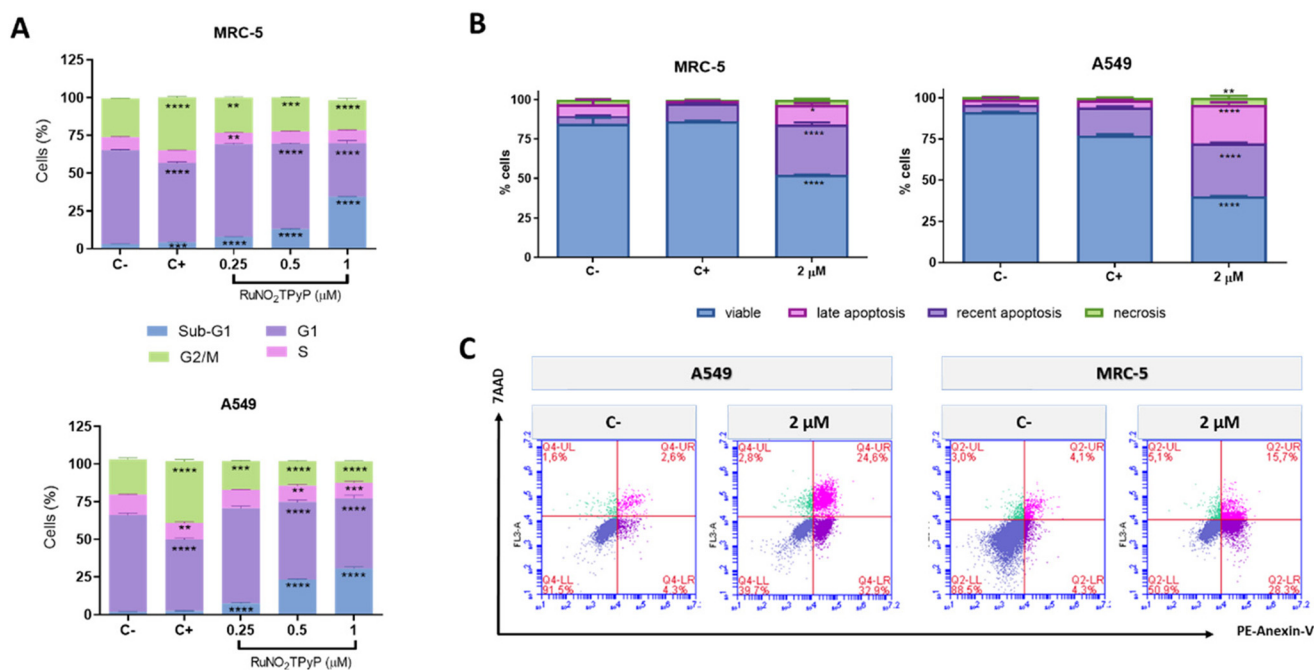 A
MRC-5
125
100
75
50
25
0
Cells (%)
****
**
***
****
**
****
****
****
***
****
****
****
C-
C+
0.25
0.5
1
RuNO2TPyP (μM)
Sub-G1
G1
G2/M
S
A549
125
100
75
50
25
0
Cells (%)
****
***
****
****
**
**
***
****
****
****
****
****
****
C-
C+
0.25
0.5
1
RuNO2TPyP (μM)
B
MRC-5
100
75
50
25
0
% cells
*
****
****
C-
C+
2 μM
A549
100
75
50
25
0
% cells
**
****
****
****
C-
C+
2 μM
viable
late apoptosis
recent apoptosis
necrosis
C
7AAD
A549
MRC-5
C-
2 μM
C-
2 μM
Q4-UL
1,6%
Q4-UR
2,6%
Q4-LL
91,5%
Q4-LR
4,3%
FL3-A
Q4-UL
2,8%
Q4-UR
24,6%
Q4-LL
39,7%
Q4-LR
32,9%
FL3-A
Q2-UL
3,0%
Q2-UR
4,1%
Q2-LL
88,5%
Q2-LR
4,3%
FL3-A
Q2-UL
5,1%
Q2-UR
15,7%
Q2-LL
50,9%
Q2-LR
28,3%
FL3-A
PE-Anexin-V